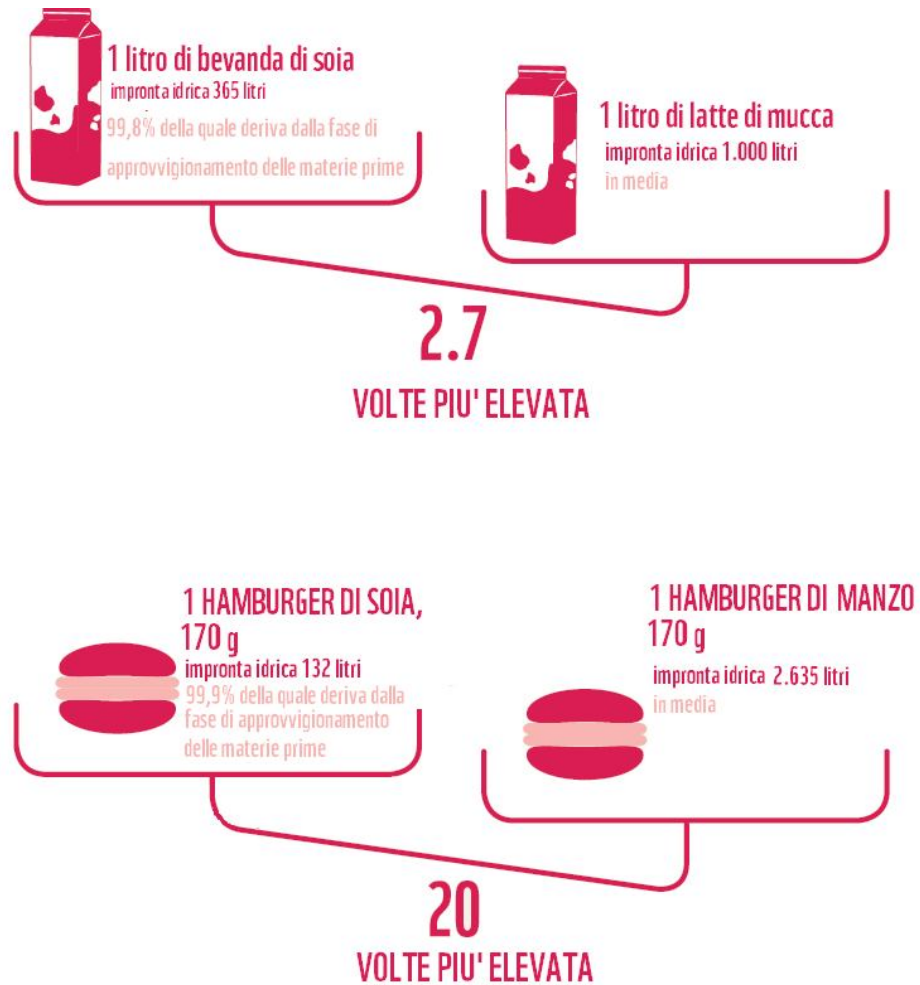 1 litro di bevanda di soia
impronta idrica 365 litri
99,8% della quale deriva dalla fase di
approvvigionamento delle materie prime
1 litro di latte di mucca
impronta idrica 1.000 litri
in media
2.7
VOLTE PIU' ELEVATA
1 HAMBURGER DI SOIA,
170 g
impronta idrica 132 litri
99,9% della quale deriva dalla
fase di approvvigionamento
delle materie prime
1 HAMBURGER DI MANZO
170 g
impronta idrica 2.635 litri
in media
20
VOLTE PIU' ELEVATA